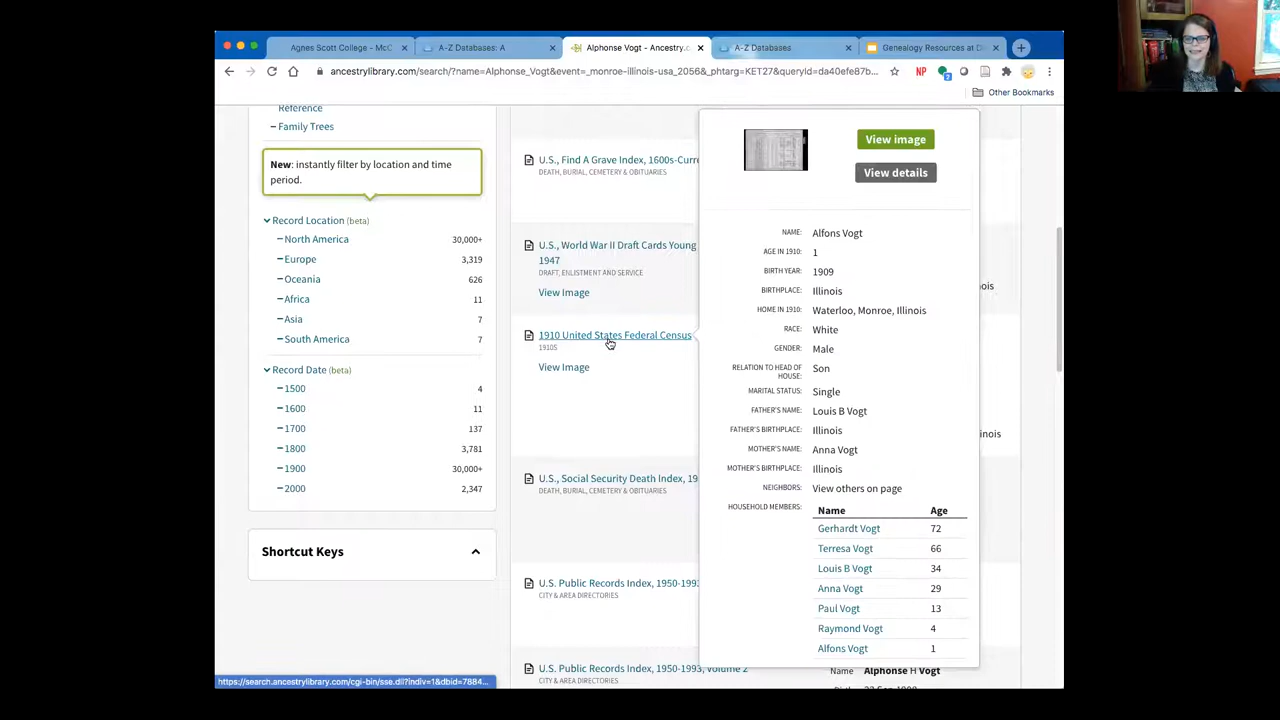 Agnes Scott College - McC
A-Z Databases: A
Alphonse Vogt - Ancestry.c
A-Z Databases
Genealogy Resources at D
ancestrylibrary.com/search/?name=Alphonse_Vogt&event=_monroe-illinois-usa_2056&_phtarg=KET27&queryId=da40efe87b...
NP
2
Other Bookmarks
Reference
Family Trees
New: instantly filter by location and time
period.
Record Location (beta)
North America 30,000+
Europe 3,319
Oceania 626
Africa 11
Asia 7
South America 7
Record Date (beta)
1500 4
1600 11
1700 137
1800 3,781
1900 30,000+
2000 2,347
Shortcut Keys
U.S., Find A Grave Index, 1600s-Curre
DEATH, BURIAL, CEMETERY & OBITUARIES
U.S., World War II Draft Cards Young
1947
DRAFT, ENLISTMENT AND SERVICE
View Image
1910 United States Federal Census
1910S
View Image
U.S., Social Security Death Index, 19
DEATH, BURIAL, CEMETERY & OBITUARIES
U.S. Public Records Index, 1950-1993
CITY & AREA DIRECTORIES
U.S. Public Records Index, 1950-1993, Volume 2
CITY & AREA DIRECTORIES
View image
View details
NAME: Alfons Vogt
AGE IN 1910: 1
BIRTH YEAR: 1909
BIRTHPLACE: Illinois
HOME IN 1910: Waterloo, Monroe, Illinois
RACE: White
GENDER: Male
RELATION TO HEAD OF
HOUSE: Son
MARITAL STATUS: Single
FATHER'S NAME: Louis B Vogt
FATHER'S BIRTHPLACE: Illinois
MOTHER'S NAME: Anna Vogt
MOTHER'S BIRTHPLACE: Illinois
NEIGHBORS: View others on page
HOUSEHOLD MEMBERS: Name Age
Gerhardt Vogt 72
Terresa Vogt 66
Louis B Vogt 34
Anna Vogt 29
Paul Vogt 13
Raymond Vogt 4
Alfons Vogt 1
nois
inois
Name Alphonse H Vogt
https://search.ancestrylibrary.com/cgi-bin/sse.dll?indiv=1&dbid=7884...